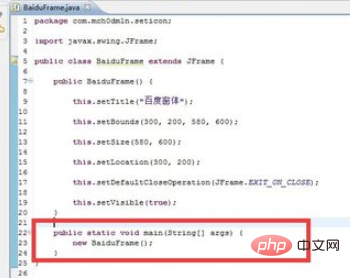 BaiduFrame.java
1 package com.mch0dm1n.seticon;
2
3 import javax.swing.JFrame;
4
5 public class BaiduFrame extends JFrame {
6
7 public BaiduFrame() {
8
9 this.setTitle("百度窗体");
10
11 this.setBounds(300, 200, 580, 600);
12
13 this.setSize(580, 600);
14
15 this.setLocation(300, 200);
16
17 this.setDefaultCloseOperation(JFrame.EXIT_ON_CLOSE);
18
19 this.setVisible(true);
20 }
21
22 public static void main(String[] args) {
23 new BaiduFrame();
24 }
25
php 中文网